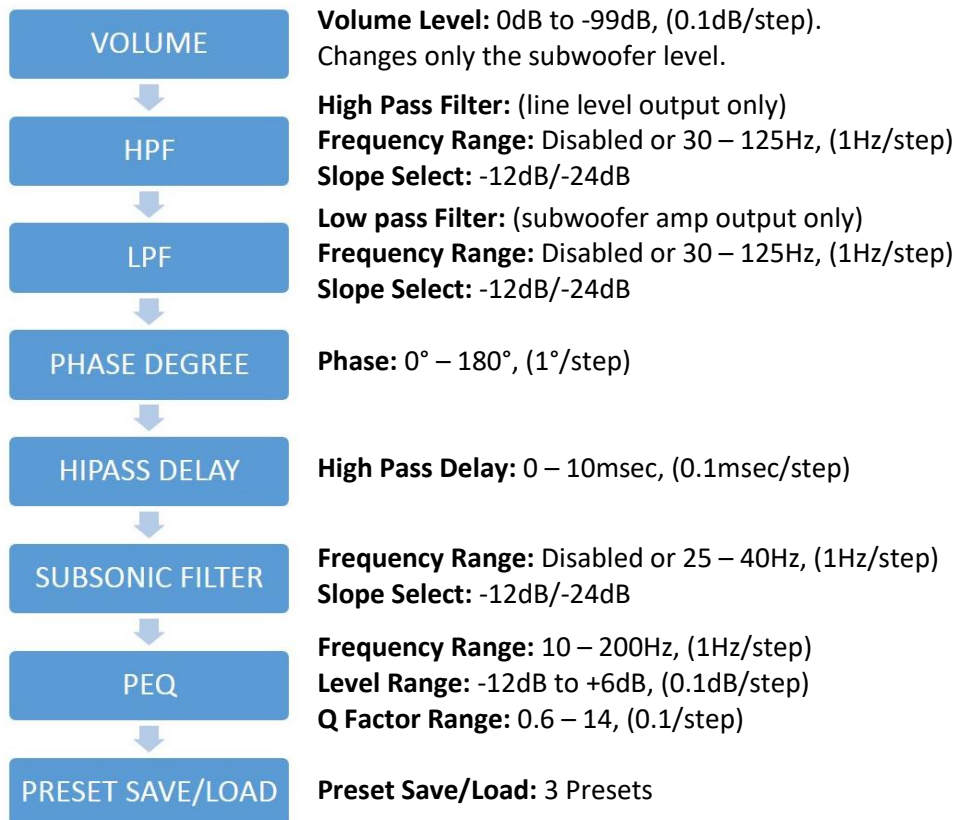 VOLUME
Volume Level: 0dB to -99dB, (0.1dB/step).
Changes only the subwoofer level.
HPF
High Pass Filter: (line level output only)
Frequency Range: Disabled or 30 – 125Hz, (1Hz/step)
Slope Select: -12dB/-24dB
LPF
Low pass Filter: (subwoofer amp output only)
Frequency Range: Disabled or 30 – 125Hz, (1Hz/step)
Slope Select: -12dB/-24dB
PHASE DEGREE
Phase: 0° – 180°, (1°/step)
HIPASS DELAY
High Pass Delay: 0 – 10msec, (0.1msec/step)
SUBSONIC FILTER
Frequency Range: Disabled or 25 – 40Hz, (1Hz/step)
Slope Select: -12dB/-24dB
PEQ
Frequency Range: 10 – 200Hz, (1Hz/step)
Level Range: -12dB to +6dB, (0.1dB/step)
Q Factor Range: 0.6 – 14, (0.1/step)
PRESET SAVE/LOAD
Preset Save/Load: 3 Presets